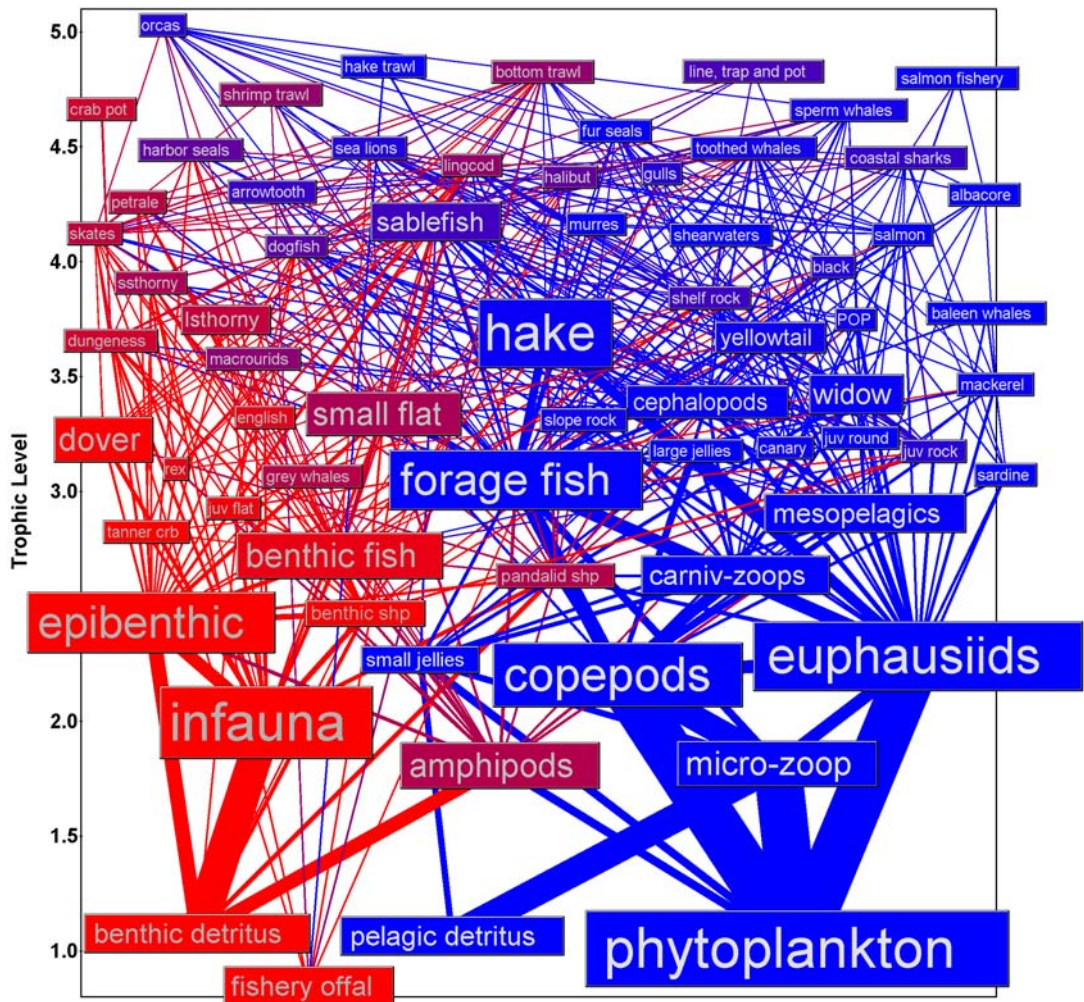 5.0
orcas
hake trawl
bottom trawl
line, trap and pot
salmon fishery
shrimp trawl
crab pot
sperm whales
4.5
harbor seals
sea lions
fur seals
toothed whales
coastal sharks
lingcod
halibut
gulls
petrale
arrowtooth
albacore
skates
sablefish
murres
shearwaters
salmon
4.0
dogfish
black
ssthorny
shelf rock
lsthorny
hake
POP
baleen whales
dungeness
yellowtail
macrourids
3.5
mackerel
english
small flat
cephalopods
widow
dover
slope rock
juv round
large jellies
canary
juv rock
rex
grey whales
forage fish
sardine
3.0
juv flat
mesopelagics
tanner crb
Trophic Level
benthic fish
pandalid shp
carniv-zoops
2.5
epibenthic
benthic shp
small jellies
copepods
euphausiids
2.0
infauna
amphipods
micro-zoop
1.5
benthic detritus
pelagic detritus
phytoplankton
1.0
fishery offal